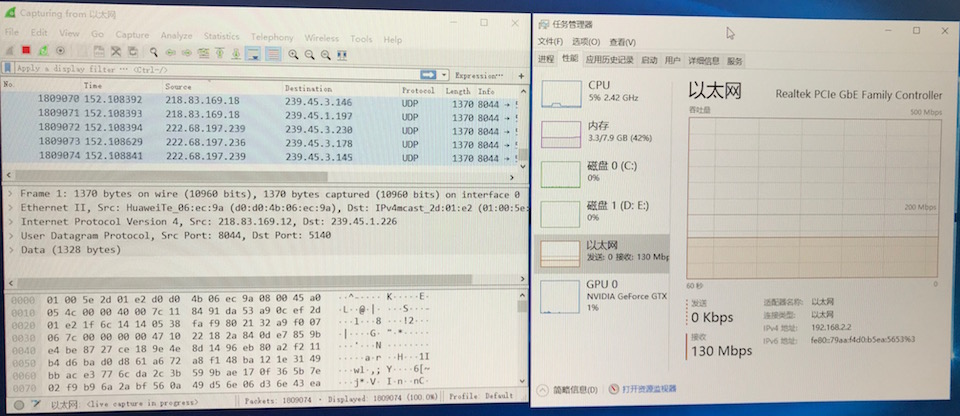 Capturing from 以太网
File Edit View Go Capture Analyze Statistics Telephony Wireless Tools Help
Apply a display filter … <Ctrl-/>
Expression…
No. Time Source Destination Protocol Length Info
1809070 152.108392 218.83.169.18 239.45.3.146 UDP 1370 8044 →
1809071 152.108393 218.83.169.18 239.45.1.197 UDP 1370 8044 →
1809072 152.108394 222.68.197.239 239.45.3.230 UDP 1370 8044 →
1809073 152.108629 222.68.197.236 239.45.3.178 UDP 1370 8044 →
1809074 152.108841 222.68.197.239 239.45.3.145 UDP 1370 8044 →
Frame 1: 1370 bytes on wire (10960 bits), 1370 bytes captured (10960 bits) on interface 0
Ethernet II, Src: HuaweiTe_06:ec:9a (d0:d0:4b:06:ec:9a), Dst: IPv4mcast_2d:01:e2 (01:00:5e:
Internet Protocol Version 4, Src: 218.83.169.12, Dst: 239.45.1.226
User Datagram Protocol, Src Port: 8044, Dst Port: 5140
Data (1328 bytes)
0000 01 00 5e 2d 01 e2 d0 d0 4b 06 ec 9a 08 00 45 a0
0010 05 4c 00 00 40 00 7c 11 84 91 da 53 a9 0c ef 2d
0020 01 e2 1f 6c 14 14 05 38 fa f9 80 21 32 a9 f0 07
0030 06 7c 00 00 00 00 47 10 22 18 2a 84 0d e7 85 9b
0040 e4 be 87 27 ce 18 9e 4e 8d 14 96 eb 80 a2 f2 11
0050 b4 d6 ba d0 d8 61 a6 72 a8 f1 48 ba 12 1e 31 49
0060 bb ac e3 77 6c da 2c 3b 59 9b ae 17 0f 36 5b 7e
0070 02 f9 b9 6a 2a bf 56 0a 49 d5 6e 06 d3 6e 43 ea
以太网: <live capture in progress>
Packets: 1809074 · Displayed: 1809074 (100.0%)
Profile: Default
任务管理器
文件(F) 选项(O) 查看(V)
进程 性能 应用历史记录 启动 用户 详细信息 服务
CPU
5% 2.42 GHz
内存
3.3/7.9 GB (42%)
磁盘 0 (C:)
0%
磁盘 1 (D: E:)
0%
以太网
发送: 0 接收: 130 Mbp
GPU 0
NVIDIA GeForce GTX
1%
以太网
Realtek PCIe GbE Family Controller
吞吐量
500 Mbps
200 Mbps
60 秒
0
发送
0 Kbps
接收
130 Mbps
适配器名称: 以太网
连接类型: 以太网
IPv4 地址: 192.168.2.2
IPv6 地址: fe80::79aa:f4d0:b5ea:5653%3
简略信息(D)
打开资源监视器